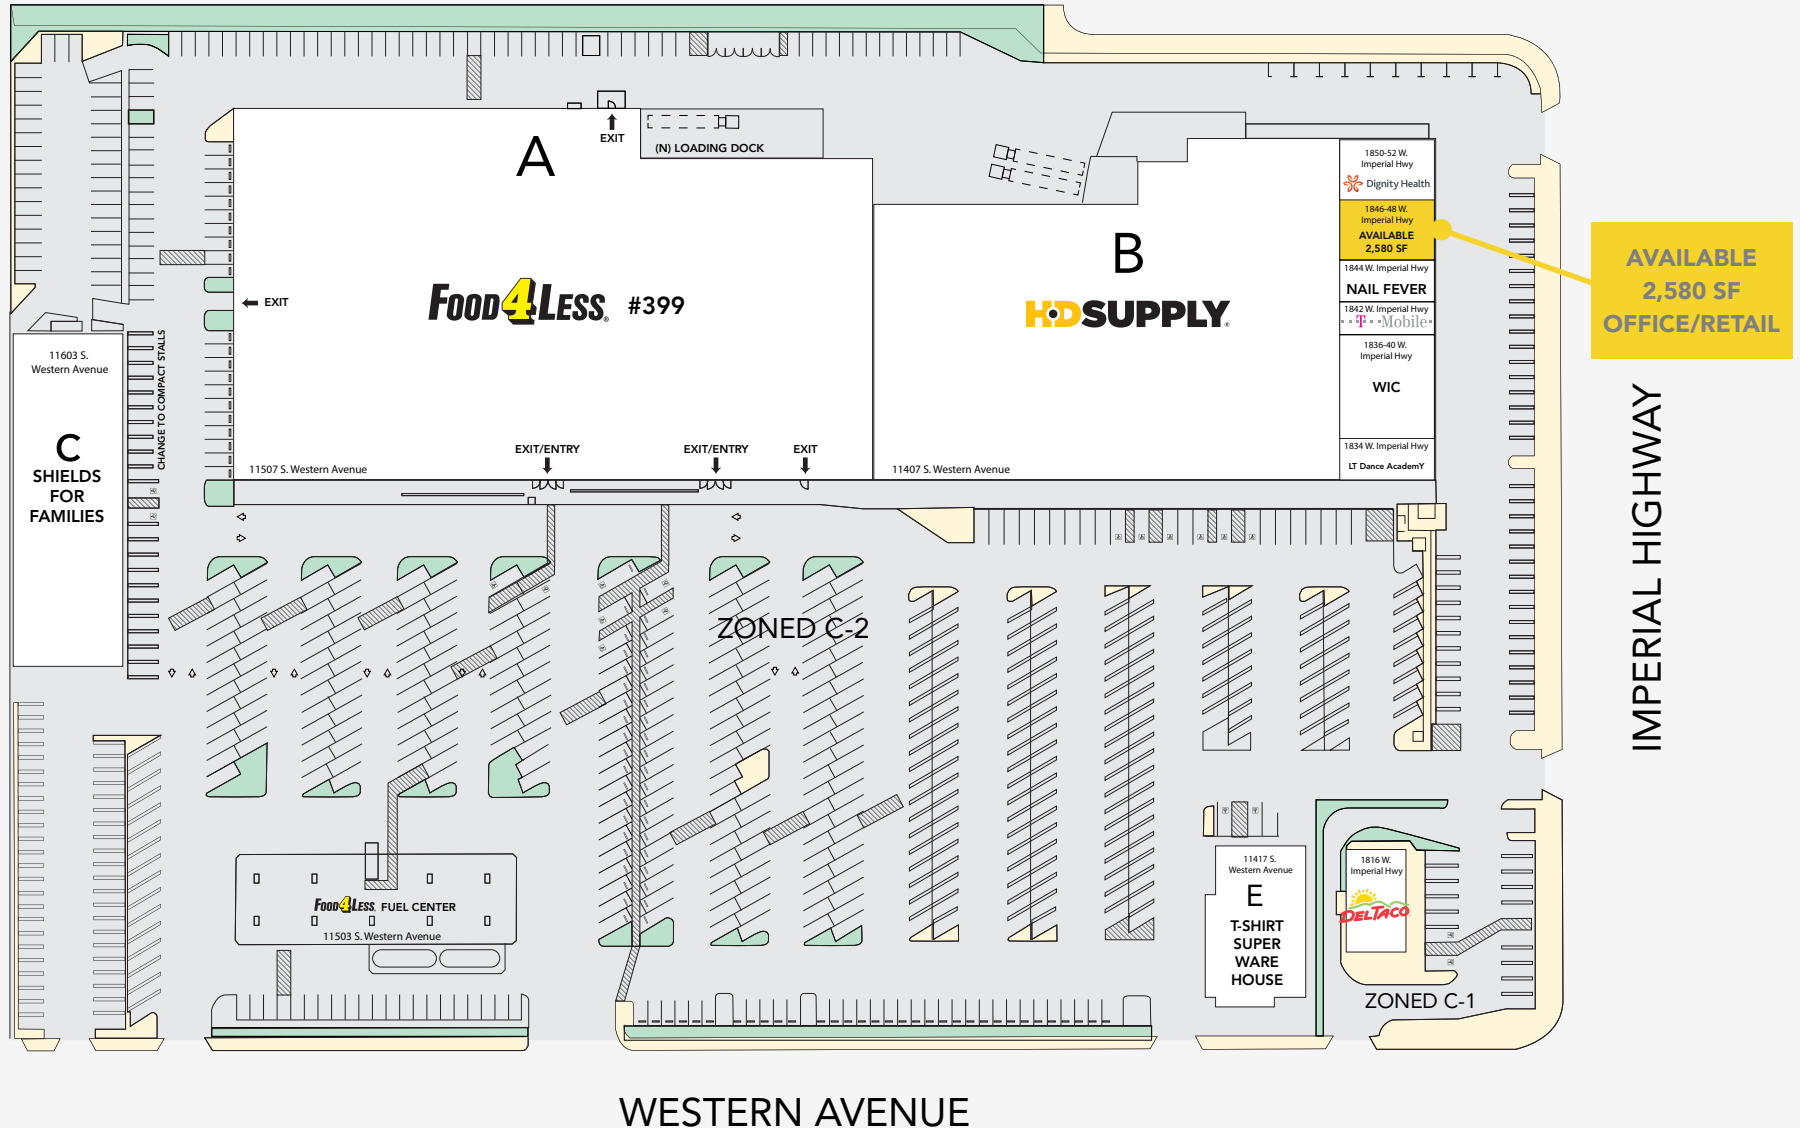 A
EXIT
(N) LOADING DOCK
FOOD4LESS. #399
EXIT
EXIT/ENTRY
EXIT/ENTRY
EXIT
11507 S. Western Avenue
B
HDSUPPLY
11407 S. Western Avenue
1850-52 W.
Imperial Hwy
Dignity Health
1846-48 W.
Imperial Hwy
AVAILABLE
2,580 SF
1844 W. Imperial Hwy
NAIL FEVER
1842 W. Imperial Hwy
T Mobile
1836-40 W.
Imperial Hwy
WIC
1834 W. Imperial Hwy
LT Dance AcademY
AVAILABLE
2,580 SF
OFFICE/RETAIL
IMPERIAL HIGHWAY
11603 S.
Western Avenue
C
SHIELDS
FOR
FAMILIES
CHANGE TO COMPACT STALLS
ZONED C-2
FOOD4LESS. FUEL CENTER
11503 S. Western Avenue
11417 S.
Western Avenue
E
T-SHIRT
SUPER
WARE
HOUSE
1816 W.
Imperial Hwy
DEL TACO
ZONED C-1
WESTERN AVENUE